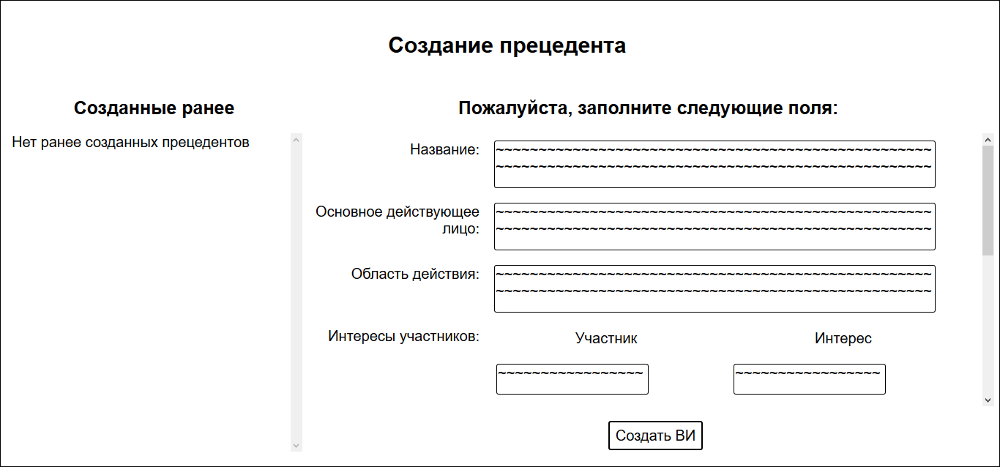 Создание прецедента
Созданные ранее
Нет ранее созданных прецедентов
Пожалуйста, заполните следующие поля:
Название:
~~~~~~~~~~~~~~~~~~~~~~~~~~~~~~~~~~~~~~~~~~~~~~~~~~~
~~~~~~~~~~~~~~~~~~~~~~~~~~~~~~~~~~~~~~~~~~~~~~~~~~~
Основное действующее
лицо:
~~~~~~~~~~~~~~~~~~~~~~~~~~~~~~~~~~~~~~~~~~~~~~~~~~~
~~~~~~~~~~~~~~~~~~~~~~~~~~~~~~~~~~~~~~~~~~~~~~~~~~~
Область действия:
~~~~~~~~~~~~~~~~~~~~~~~~~~~~~~~~~~~~~~~~~~~~~~~~~~~
~~~~~~~~~~~~~~~~~~~~~~~~~~~~~~~~~~~~~~~~~~~~~~~~~~~
Интересы участников:
Участник
Интерес
~~~~~~~~~~~~~~~~~
~~~~~~~~~~~~~~~~~
Создать ВИ